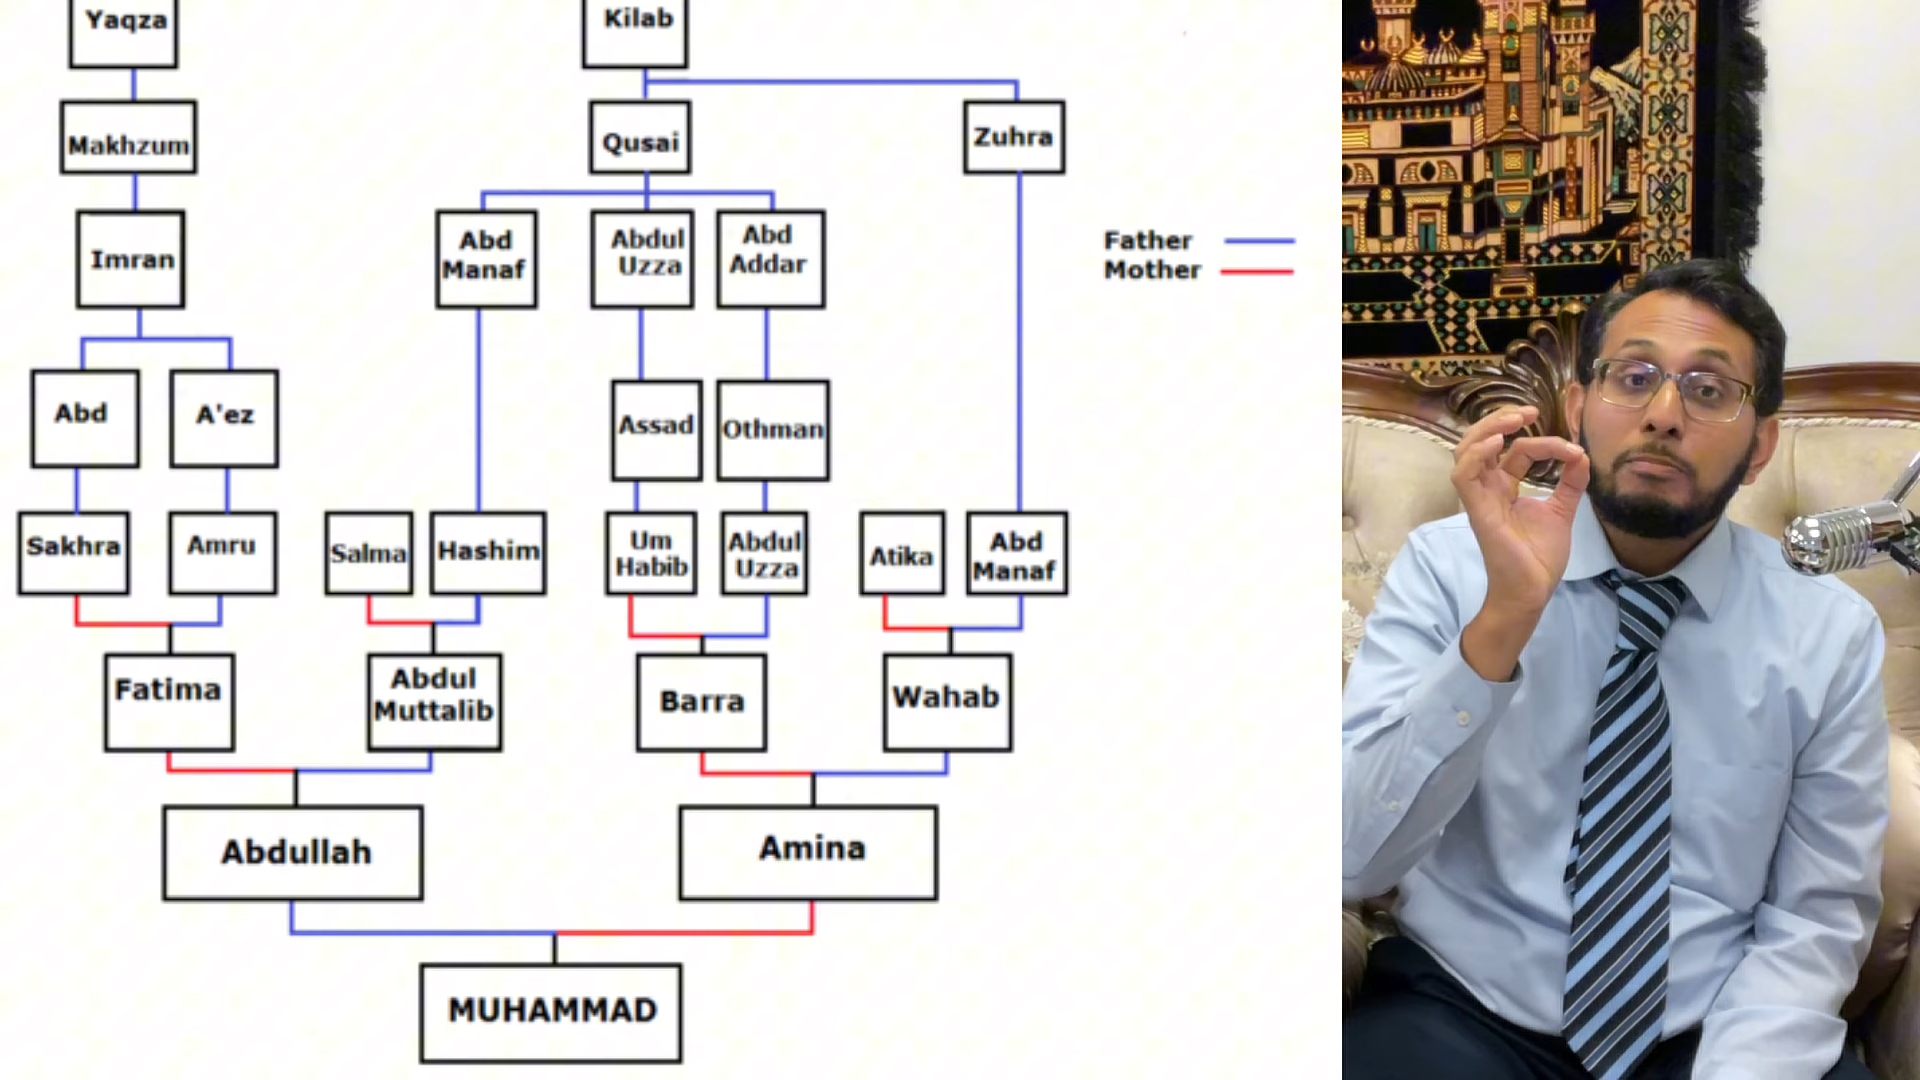 Yaqza
Kilab
Makhzum
Qusai
Zuhra
Imran
Abd
Manaf
Abdul
Uzza
Abd
Addar
Father
Mother
Abd
A'ez
Assad
Othman
Sakhra
Amru
Salma
Hashim
Um
Habib
Abdul
Uzza
Atika
Abd
Manaf
Fatima
Abdul
Muttalib
Barra
Wahab
Abdullah
Amina
MUHAMMAD